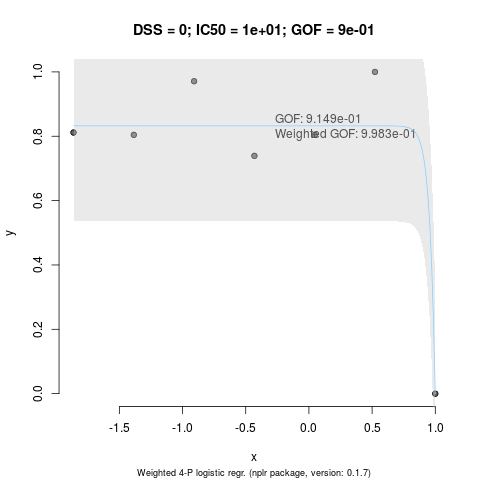 DSS = 0; IC50 = 1e+01; GOF = 9e-01
1.0
0.8
0.6
0.4
0.2
0.0
y
GOF: 9.149e-01
Weighted GOF: 9.983e-01
-1.5 -1.0 -0.5 0.0 0.5 1.0
x
Weighted 4-P logistic regr. (nplr package, version: 0.1.7)